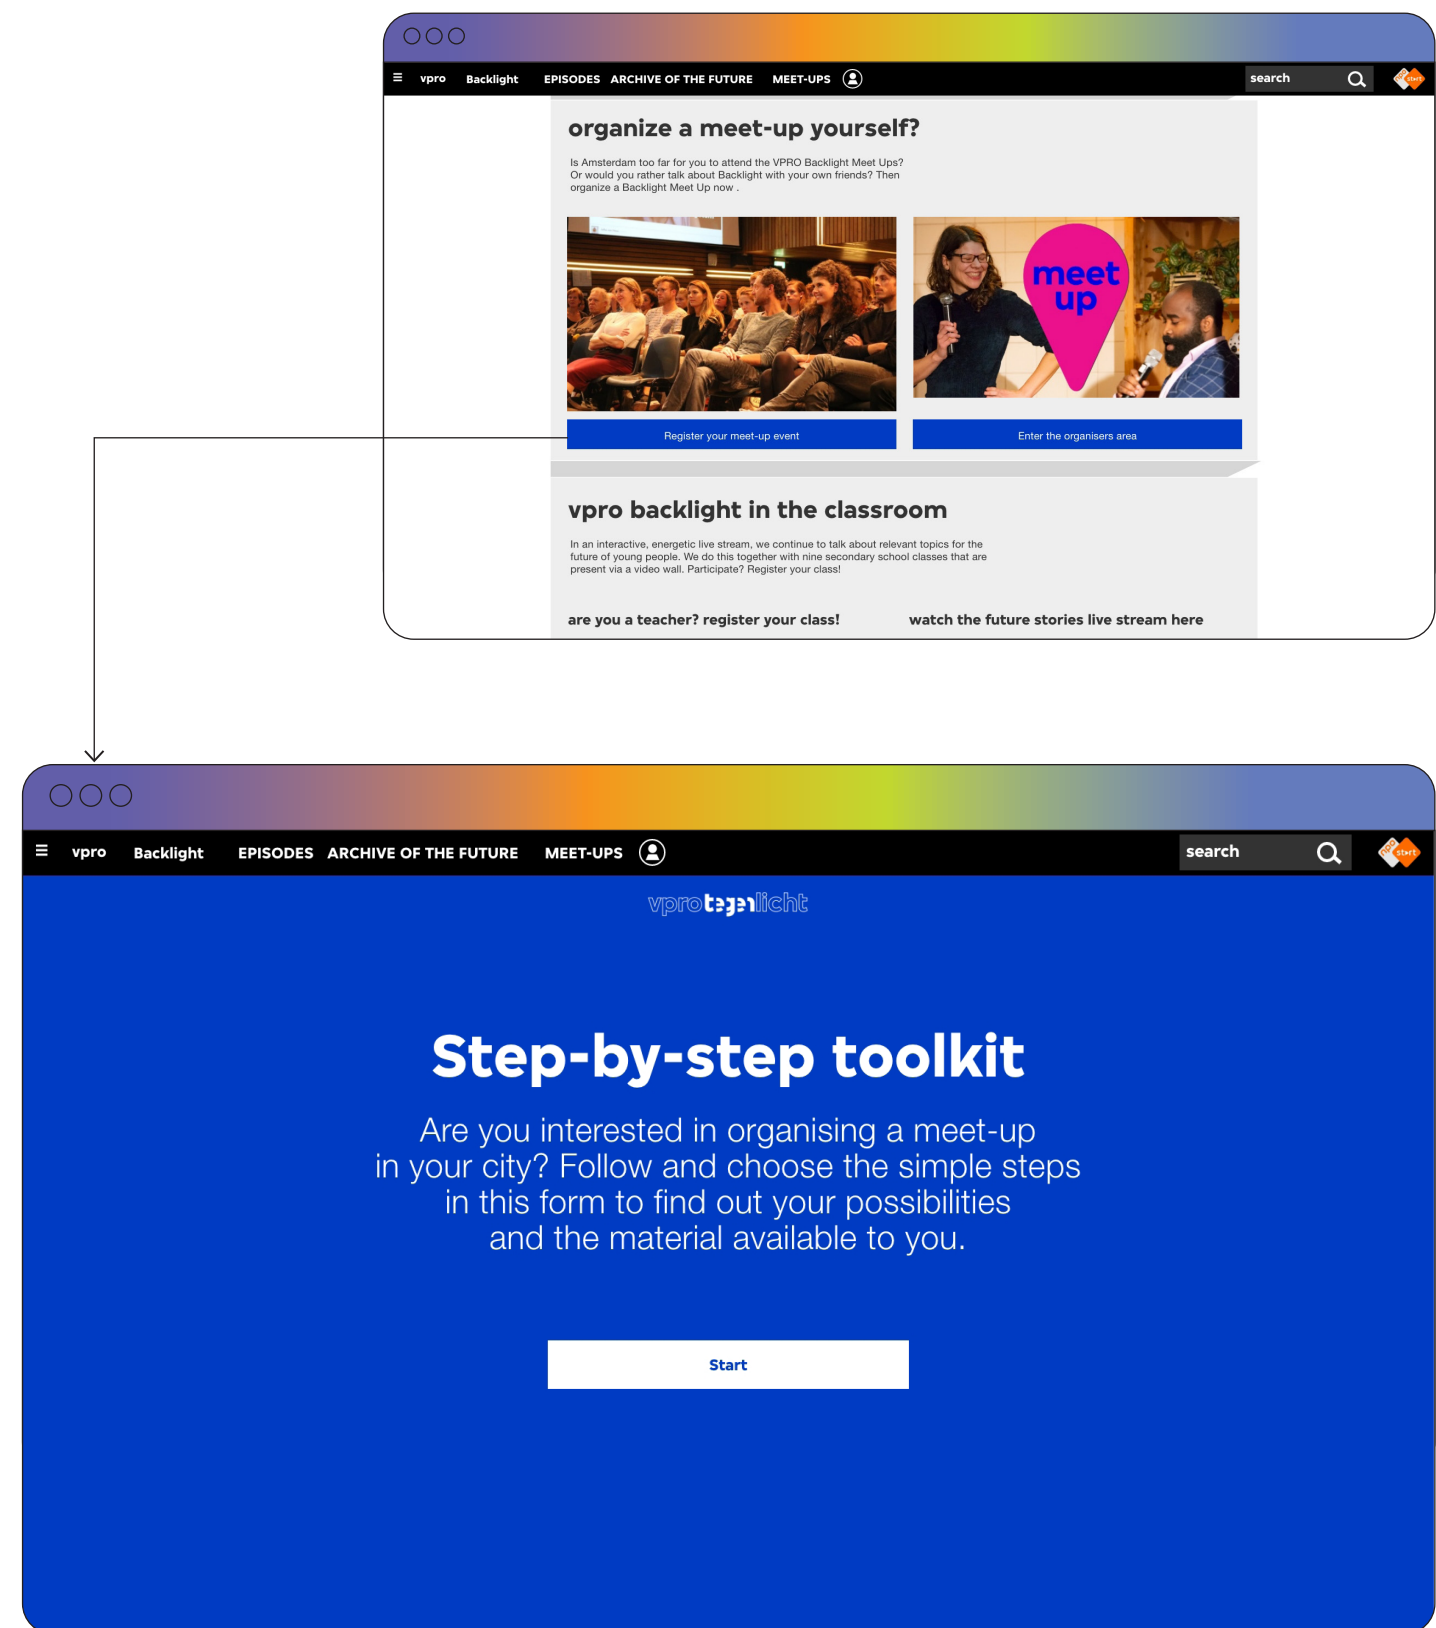 vpro Backlight EPISODES ARCHIVE OF THE FUTURE MEET-UPS search npo start
organize a meet-up yourself?
Is Amsterdam too far for you to attend the VPRO Backlight Meet Ups?
Or would you rather talk about Backlight with your own friends? Then
organize a Backlight Meet Up now .
meet
up
Register your meet-up event
Enter the organisers area
vpro backlight in the classroom
In an interactive, energetic live stream, we continue to talk about relevant topics for the
future of young people. We do this together with nine secondary school classes that are
present via a video wall. Participate? Register your class!
are you a teacher? register your class!
watch the future stories live stream here
vpro Backlight EPISODES ARCHIVE OF THE FUTURE MEET-UPS search npo start
vprotegenlicht
Step-by-step toolkit
Are you interested in organising a meet-up
in your city? Follow and choose the simple steps
in this form to find out your possibilities
and the material available to you.
Start